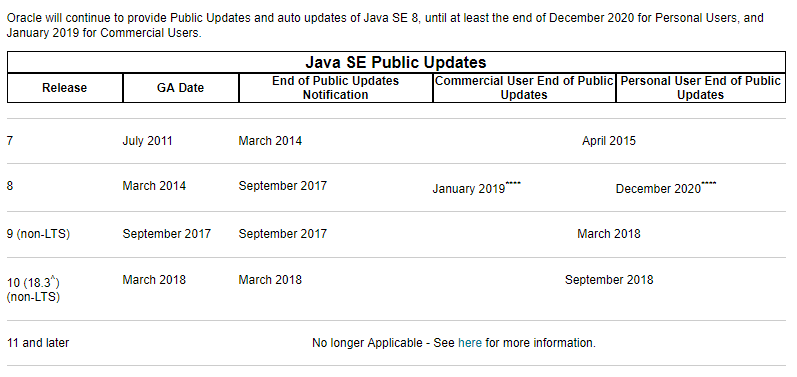 Oracle will continue to provide Public Updates and auto updates of Java SE 8, until at least the end of December 2020 for Personal Users, and
January 2019 for Commercial Users.
Java SE Public Updates
Release GA Date End of Public Updates Notification Commercial User End of Public Updates Personal User End of Public Updates
7 July 2011 March 2014 April 2015
8 March 2014 September 2017 January 2019**** December 2020****
9 (non-LTS) September 2017 September 2017 March 2018
10 (18.3^) (non-LTS) March 2018 March 2018 September 2018
11 and later No longer Applicable - See here for more information.